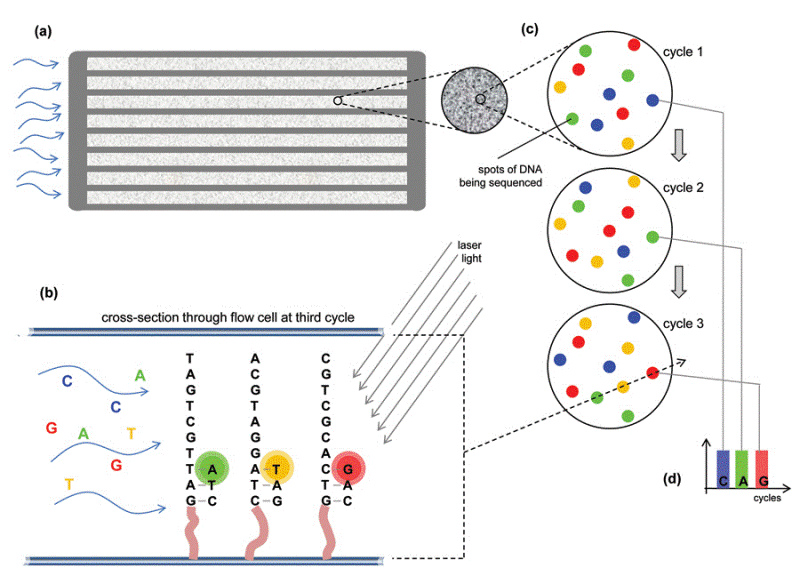 (a)
(c)
cycle 1
spots of DNA
being sequenced
cycle 2
cycle 3
(b)
laser
light
cross-section through flow cell at third cycle
C A
C
G A T
G
T
T A C
A C G
G G T
T T C
C A G
G G C
T G A
T A A T C G
A T T A T A
G C C G G C
(d)
C A G
cycles